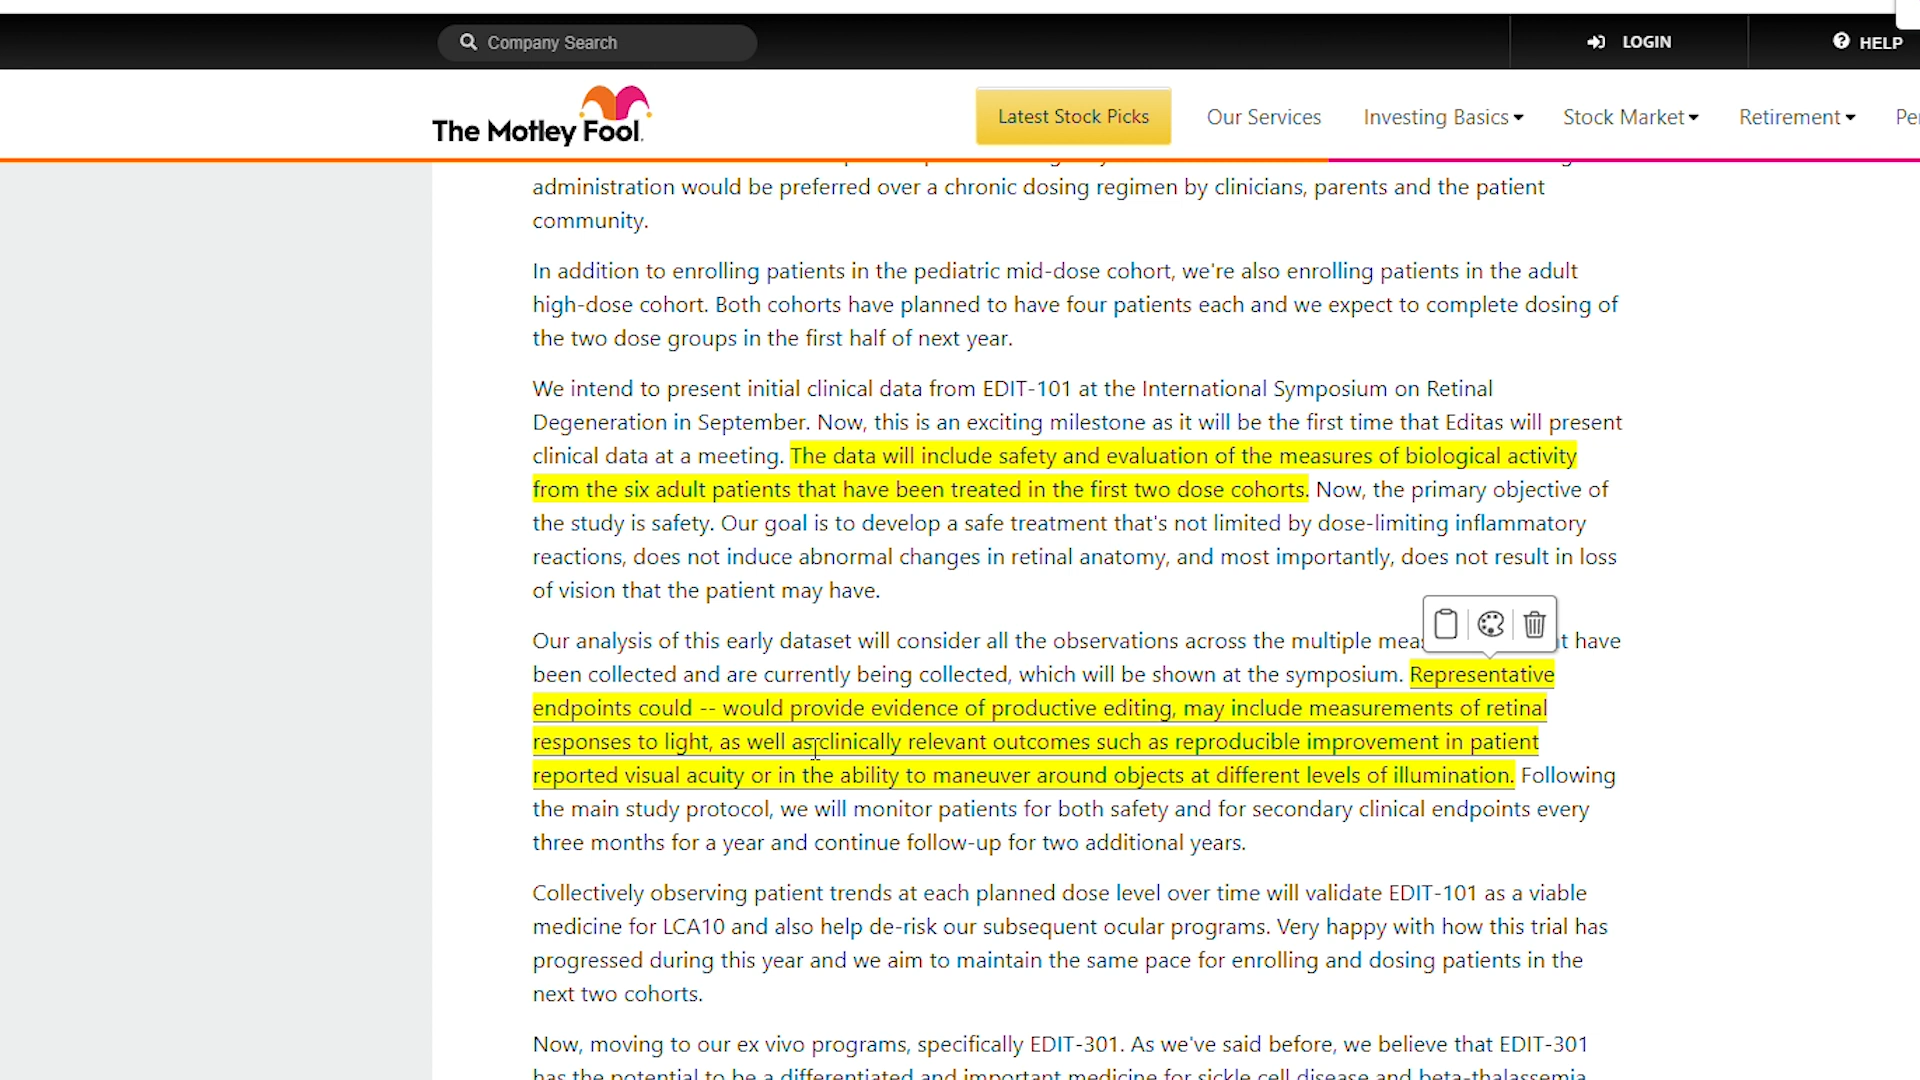 Company Search
LOGIN
HELP
The Motley Fool.
Latest Stock Picks
Our Services
Investing Basics
Stock Market
Retirement
administration would be preferred over a chronic dosing regimen by clinicians, parents and the patient
community.
In addition to enrolling patients in the pediatric mid-dose cohort, we're also enrolling patients in the adult
high-dose cohort. Both cohorts have planned to have four patients each and we expect to complete dosing of
the two dose groups in the first half of next year.
We intend to present initial clinical data from EDIT-101 at the International Symposium on Retinal
Degeneration in September. Now, this is an exciting milestone as it will be the first time that Editas will present
clinical data at a meeting. The data will include safety and evaluation of the measures of biological activity
from the six adult patients that have been treated in the first two dose cohorts. Now, the primary objective of
the study is safety. Our goal is to develop a safe treatment that's not limited by dose-limiting inflammatory
reactions, does not induce abnormal changes in retinal anatomy, and most importantly, does not result in loss
of vision that the patient may have.
Our analysis of this early dataset will consider all the observations across the multiple have
been collected and are currently being collected, which will be shown at the symposium. Representative
endpoints could -- would provide evidence of productive editing, may include measurements of retinal
responses to light, as well as clinically relevant outcomes such as reproducible improvement in patient
reported visual acuity or in the ability to maneuver around objects at different levels of illumination. Following
the main study protocol, we will monitor patients for both safety and for secondary clinical endpoints every
three months for a year and continue follow-up for two additional years.
Collectively observing patient trends at each planned dose level over time will validate EDIT-101 as a viable
medicine for LCA10 and also help de-risk our subsequent ocular programs. Very happy with how this trial has
progressed during this year and we aim to maintain the same pace for enrolling and dosing patients in the
next two cohorts.
Now, moving to our ex vivo programs, specifically EDIT-301. As we've said before, we believe that EDIT-301
has the potential to be a differentiated and important medicine for sickle cell disease and beta-thalassemia